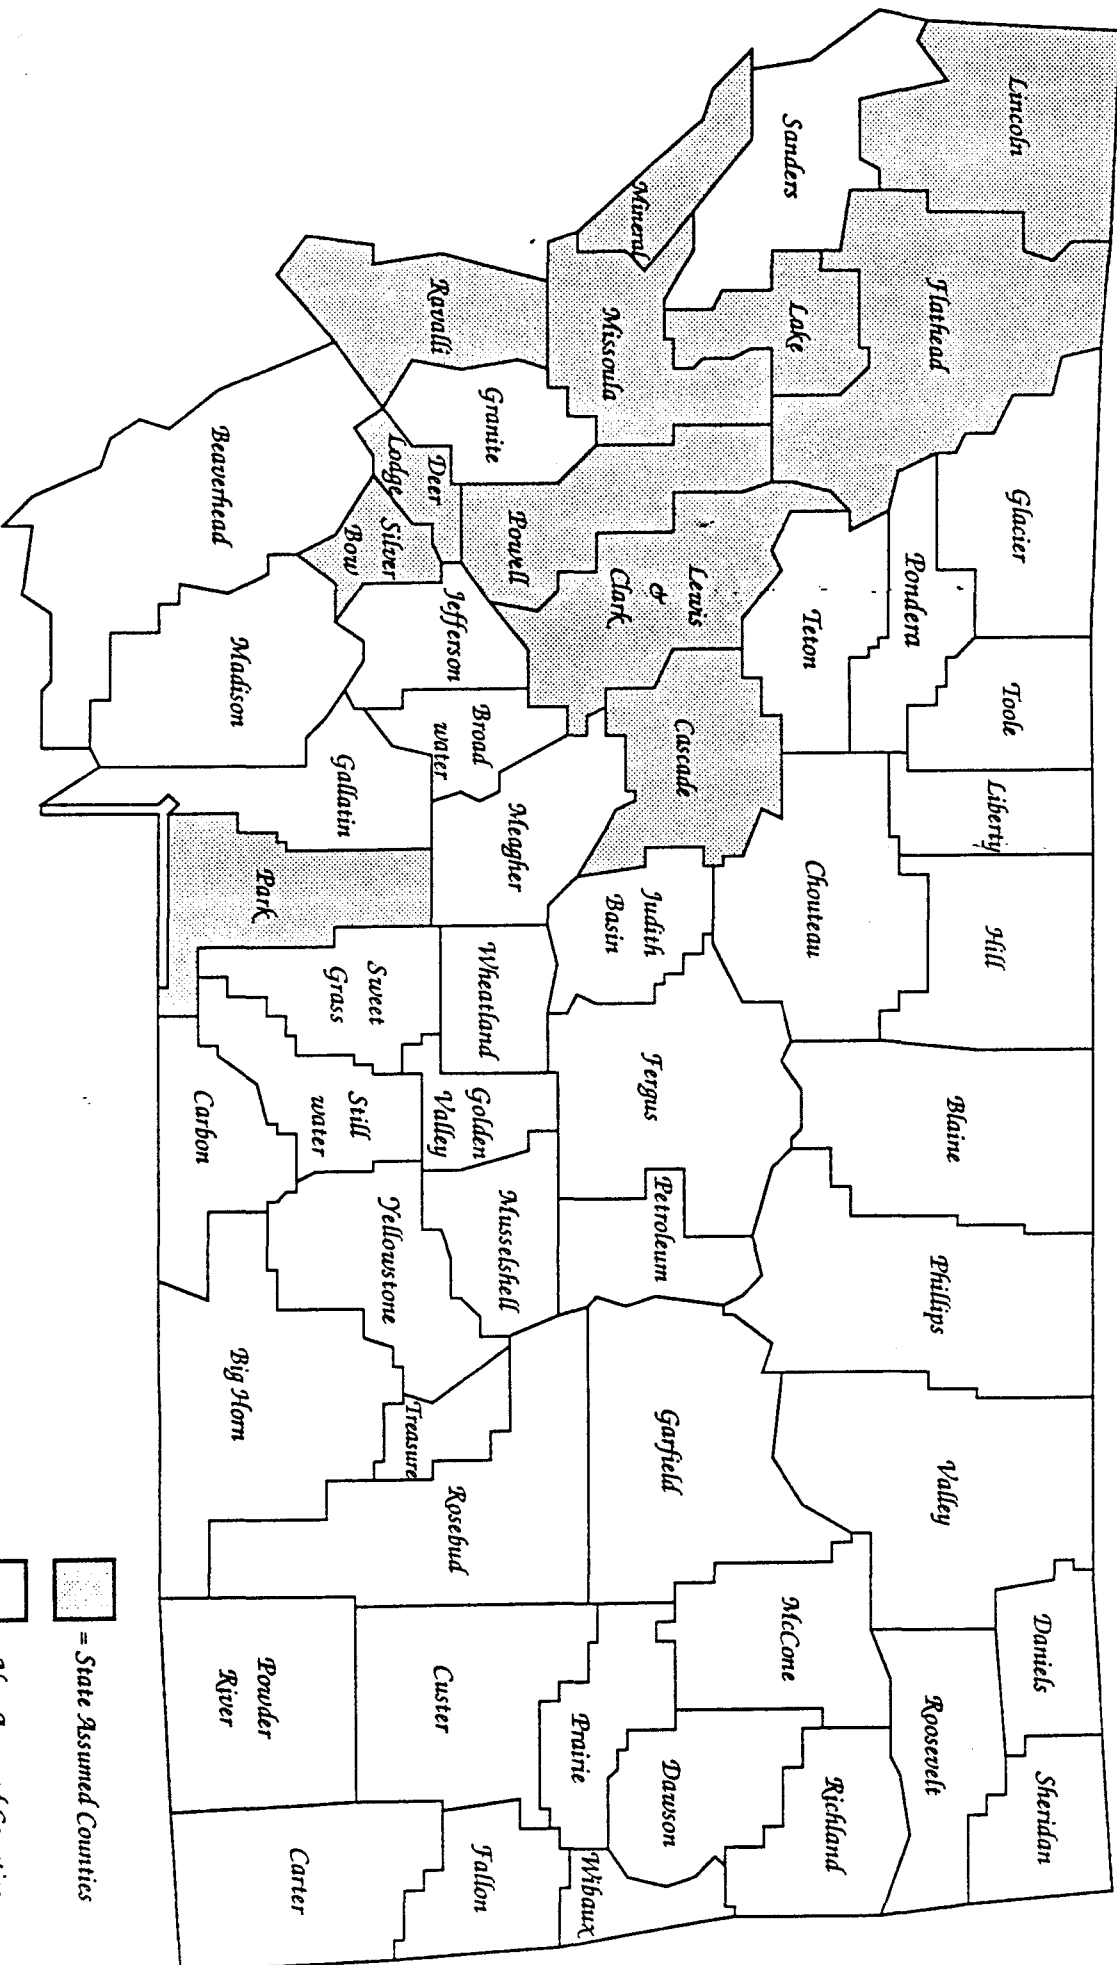 Lincoln
Flathead
Glacier
Toole
Liberty
Hill
Blaine
Phillips
Valley
Daniels
Sheridan
Roosevelt
Sanders
Lake
Pondera
Teton
Chouteau
McCone
Richland
Mineral
Missoula
Lewis
&
Clark
Cascade
Judith
Basin
Fergus
Petroleum
Garfield
Dawson
Prairie
Wibaux
Ravalli
Granite
Powell
Deer
Lodge
Silver
Bow
Jefferson
Broad
water
Meagher
Wheatland
Golden
Valley
Musselshell
Rosebud
Treasure
Custer
Fallon
Beaverhead
Madison
Gallatin
Park
Sweet
Grass
Still
water
Yellowstone
Carbon
Big Horn
Powder
River
Carter
= State Assumed Counties